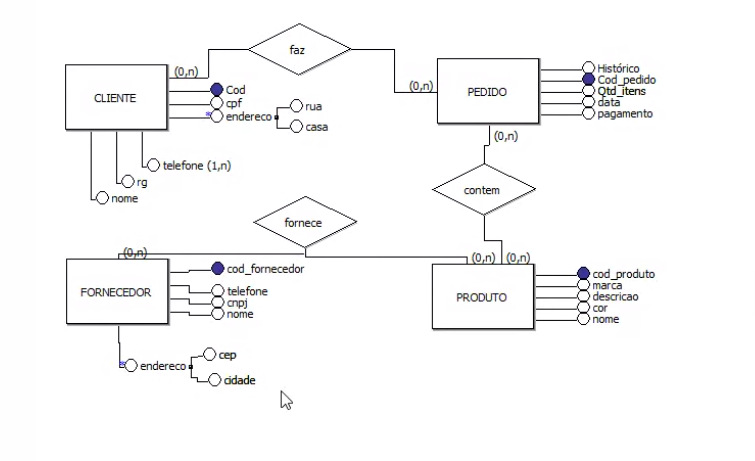 faz
(0,n)
(0,n)
CLIENTE
Cod
cpf
endereco
rua
casa
telefone (1,n)
rg
nome
PEDIDO
Histórico
Cod_pedido
Qtd_itens
data
pagamento
(0,n)
contem
fornece
(0,n)
(0,n)
(0,n)
FORNECEDOR
cod_fornecedor
telefone
cnpj
nome
endereco
cep
cidade
PRODUTO
cod_produto
marca
descricao
cor
nome